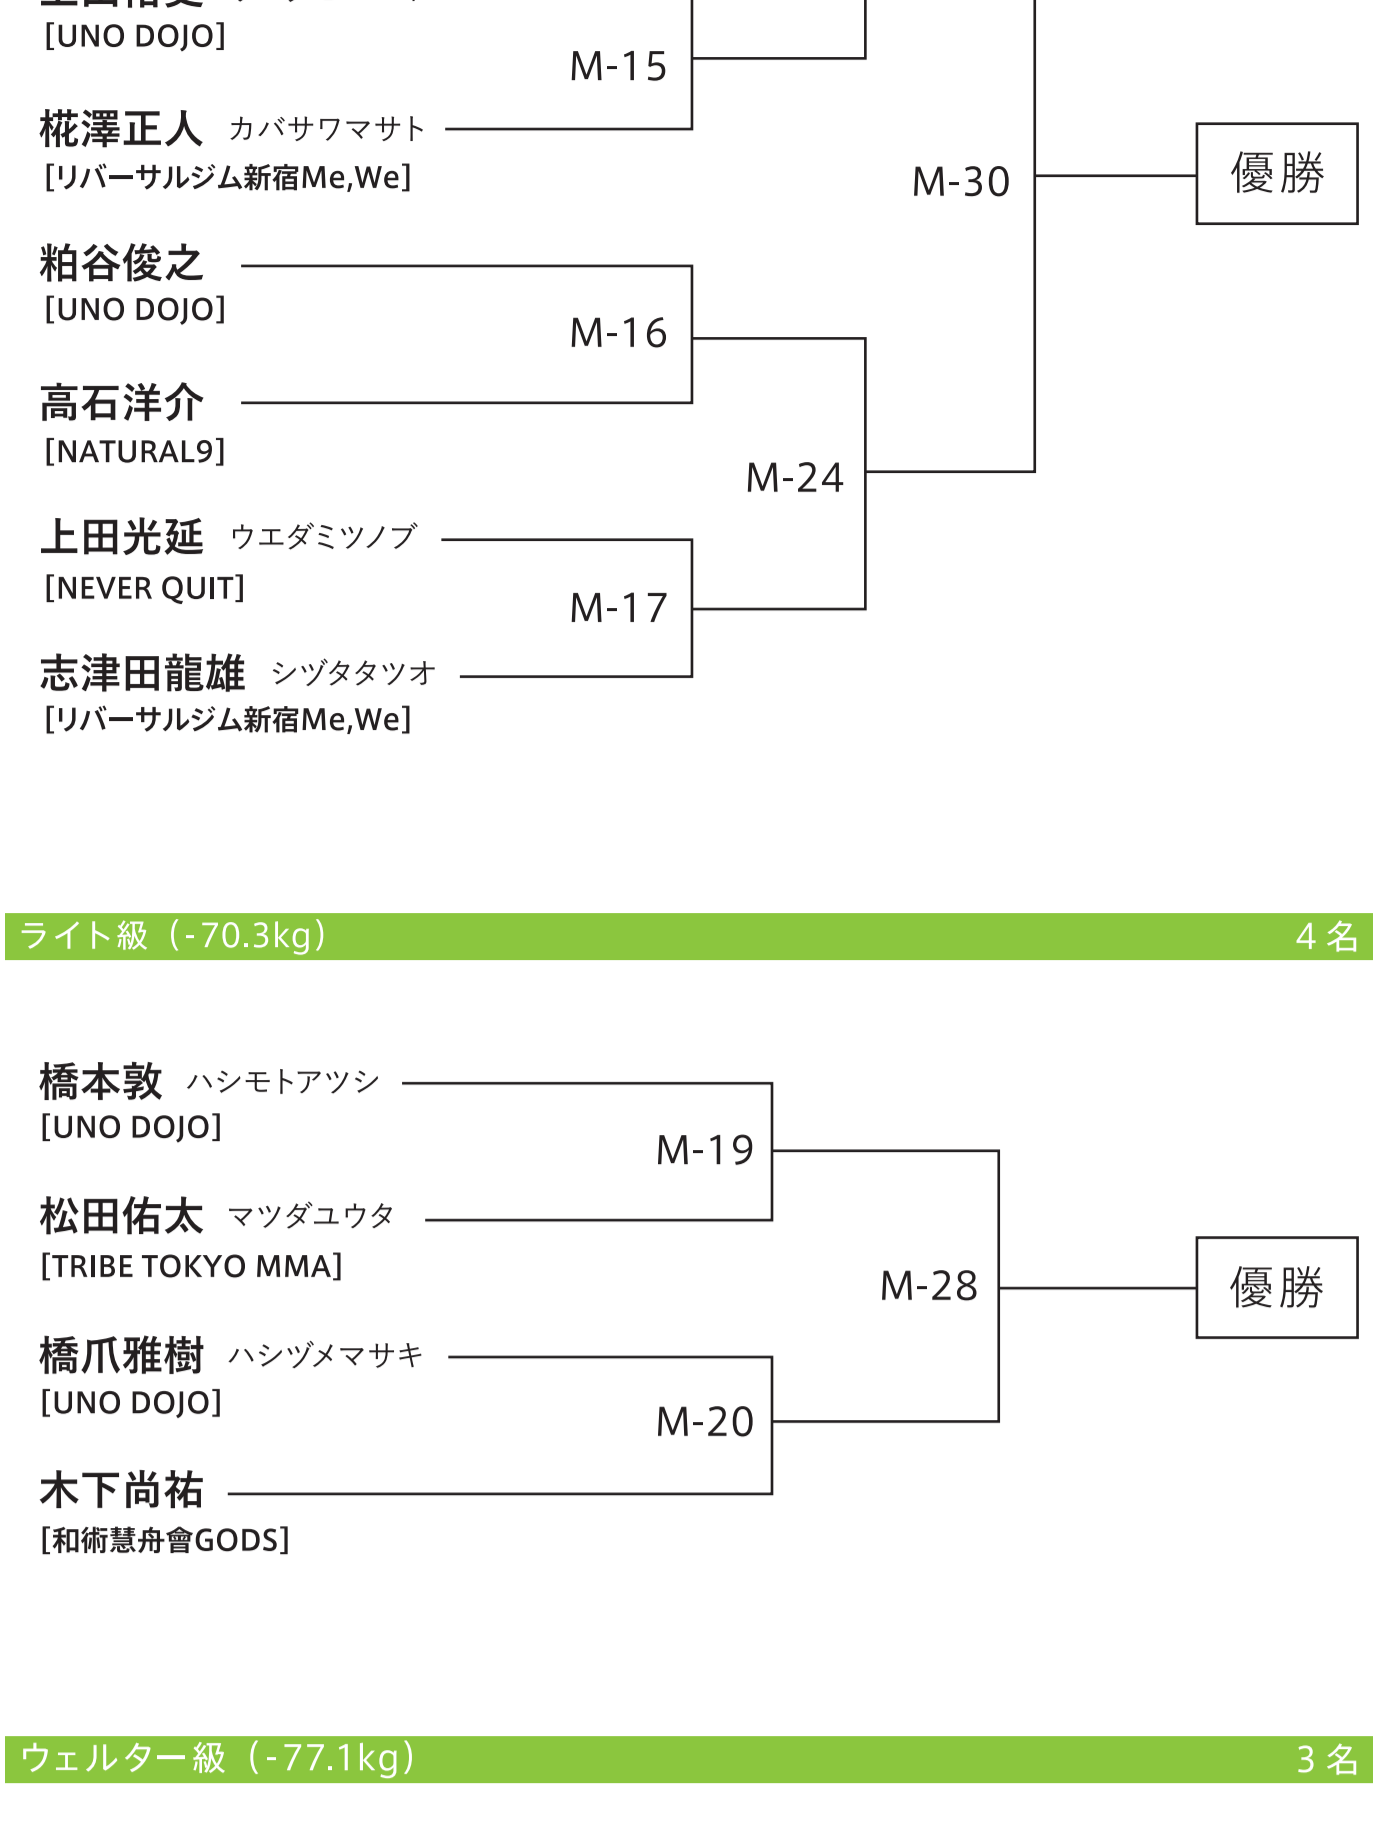 [UNO DOJO]
M-15
椛澤正人 カバサワマサト
[リバーサルジム新宿Me,We]
M-30
優勝
粕谷俊之
[UNO DOJO]
M-16
高石洋介
[NATURAL9]
M-24
上田光延 ウエダミツノブ
[NEVER QUIT]
M-17
志津田龍雄 シヅタタツオ
[リバーサルジム新宿Me,We]
ライト級（-70.3kg） 4 名
橋本敦 ハシモトアツシ
[UNO DOJO]
M-19
松田佑太 マツダユウタ
[TRIBE TOKYO MMA]
M-28
優勝
橋爪雅樹 ハシヅメマサキ
[UNO DOJO]
M-20
木下尚祐
[和術慧舟會GODS]
ウェルター級（-77.1kg） 3 名